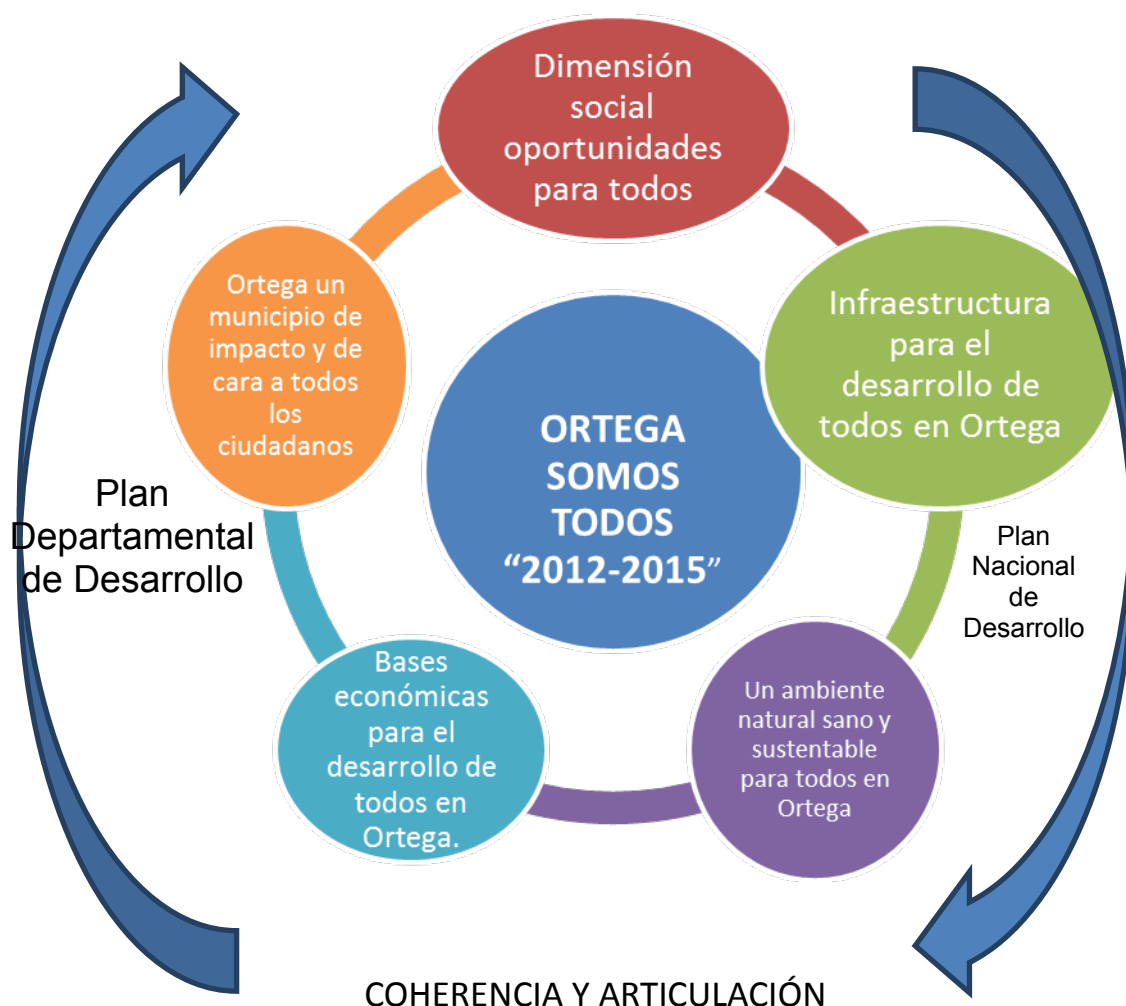 Dimensión
social
oportunidades
para todos
Ortega un
municipio de
impacto y de
cara a todos
los
ciudadanos
Infraestructura
para el
desarrollo de
todos en Ortega
ORTEGA
SOMOS
TODOS
“2012-2015”
Plan
Departamental
de Desarrollo
Plan
Nacional
de
Desarrollo
Bases
económicas
para el
desarrollo de
todos en
Ortega.
Un ambiente
natural sano y
sustentable
para todos en
Ortega
COHERENCIA Y ARTICULACIÓN